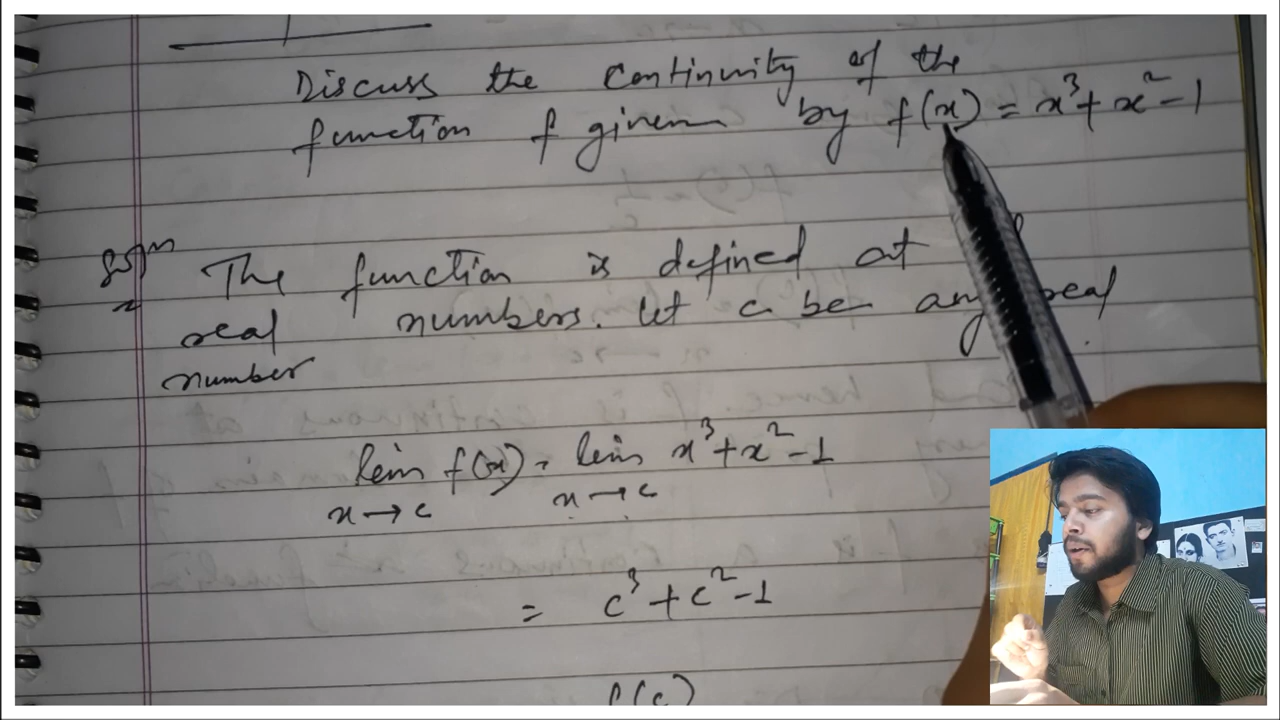 Discuss the continuity of the
function f given by f(x) = x³ + x² - 1
Solⁿ The function is defined at
real numbers. Let c be any real
number
lim f(x) = lim x³ + x² - 1
x → c x → c
= c³ + c² - 1
f(c)